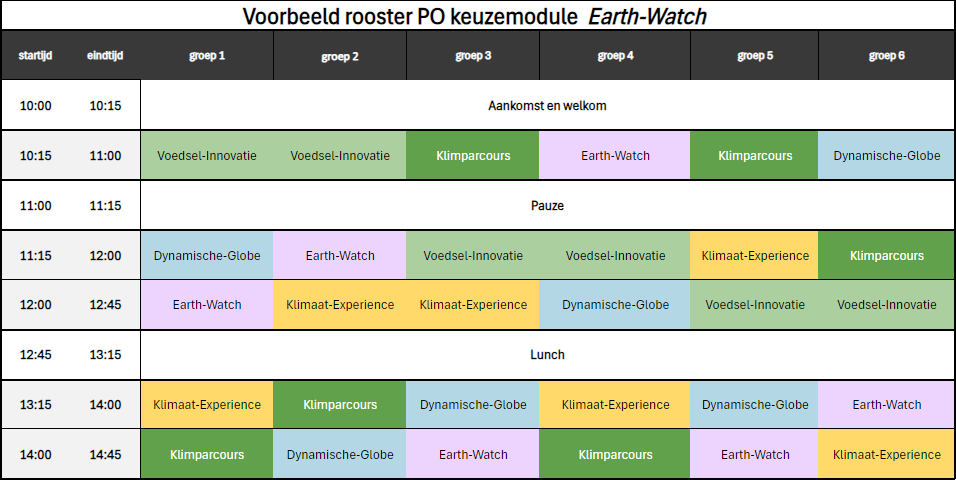 Voorbeeld rooster PO keuzemodule Earth-Watch
startijd eindtijd groep 1 groep 2 groep 3 groep 4 groep 5 groep 6
10:00 10:15 Aankomst en welkom
10:15 11:00 Voedsel-Innovatie Voedsel-Innovatie Klimparcours Earth-Watch Klimparcours Dynamische-Globe
11:00 11:15 Pauze
11:15 12:00 Dynamische-Globe Earth-Watch Voedsel-Innovatie Voedsel-Innovatie Klimaat-Experience Klimparcours
12:00 12:45 Earth-Watch Klimaat-Experience Klimaat-Experience Dynamische-Globe Voedsel-Innovatie Voedsel-Innovatie
12:45 13:15 Lunch
13:15 14:00 Klimaat-Experience Klimparcours Dynamische-Globe Klimaat-Experience Dynamische-Globe Earth-Watch
14:00 14:45 Klimparcours Dynamische-Globe Earth-Watch Klimparcours Earth-Watch Klimaat-Experience